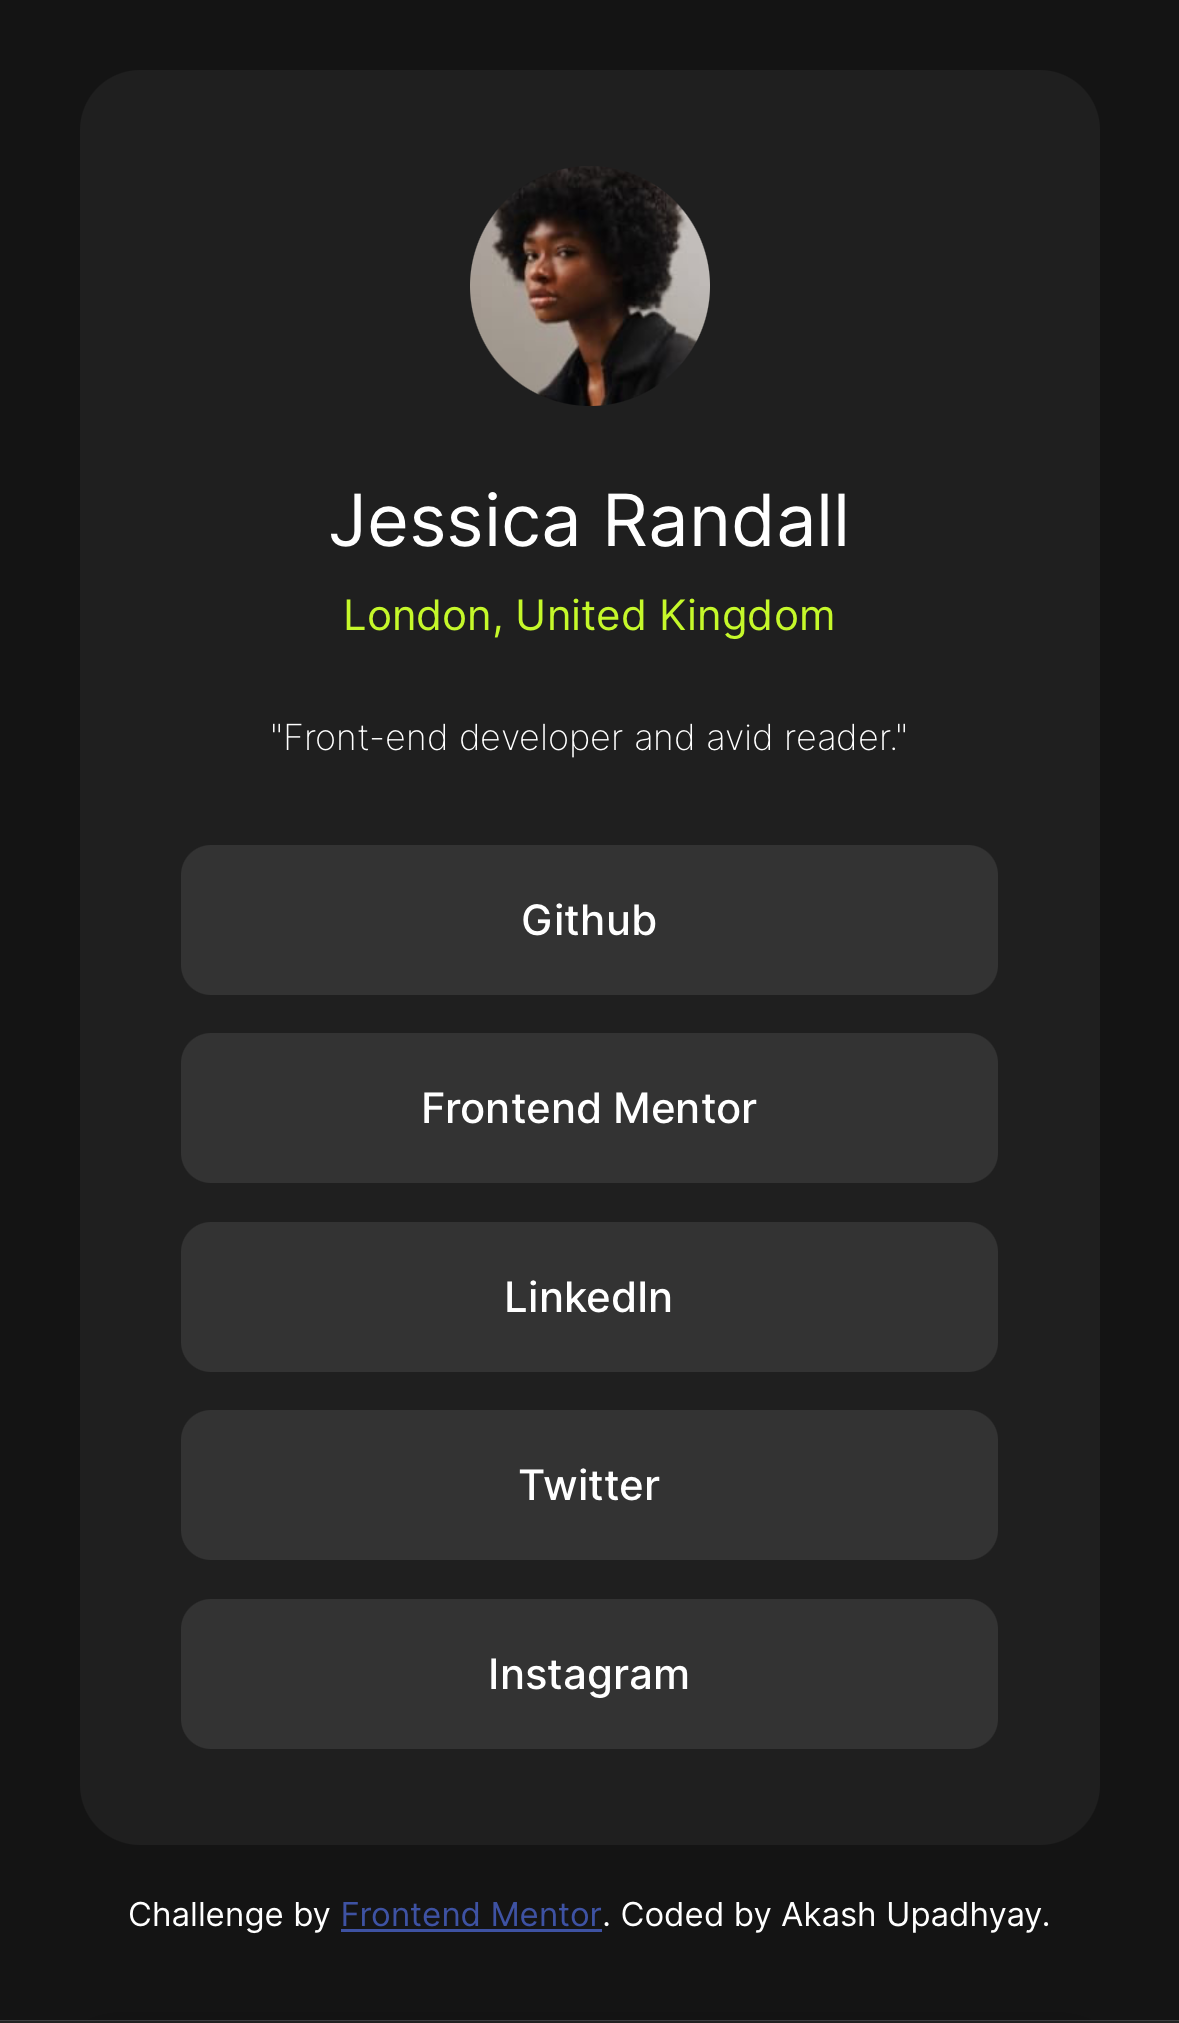 Jessica Randall
London, United Kingdom
"Front-end developer and avid reader."
Github
Frontend Mentor
LinkedIn
Twitter
Instagram
Challenge by Frontend Mentor. Coded by Akash Upadhyay.